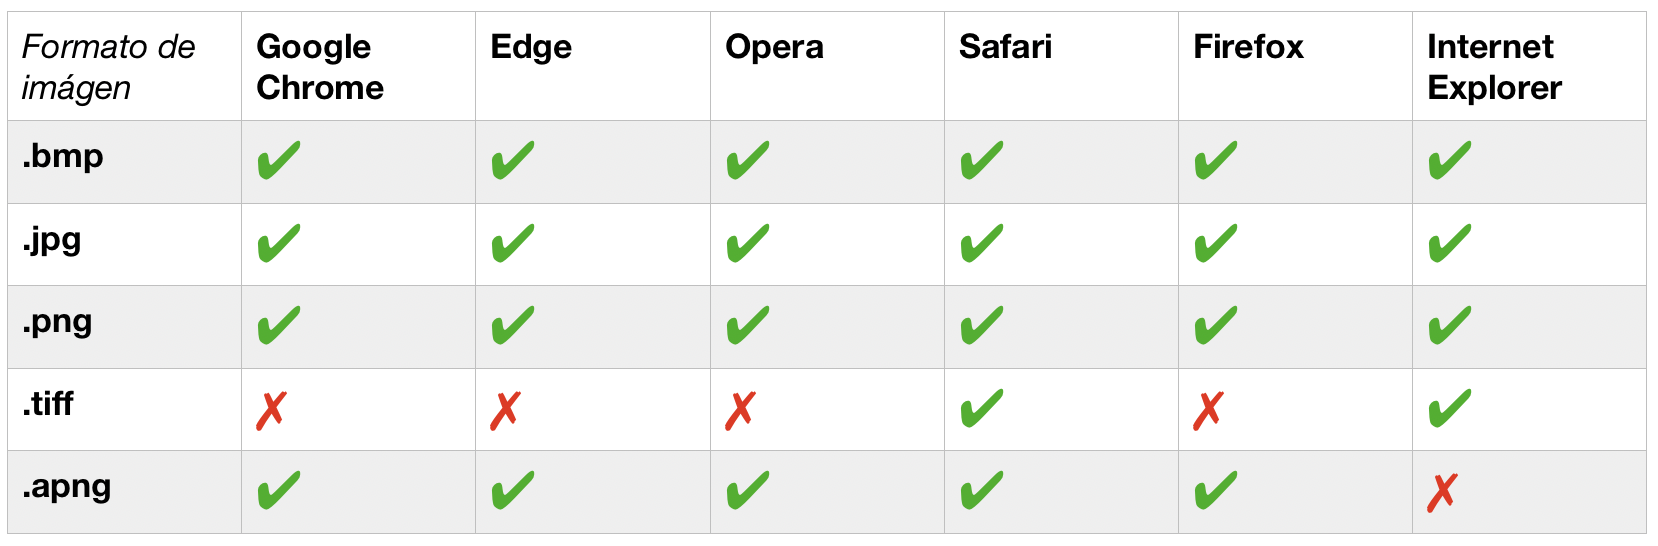 Formato de
imágen
Google
Chrome
Edge
Opera
Safari
Firefox
Internet
Explorer
.bmp ✔ ✔ ✔ ✔ ✔ ✔
.jpg ✔ ✔ ✔ ✔ ✔ ✔
.png ✔ ✔ ✔ ✔ ✔ ✔
.tiff ✗ ✗ ✗ ✔ ✗ ✔
.apng ✔ ✔ ✔ ✔ ✔ ✗